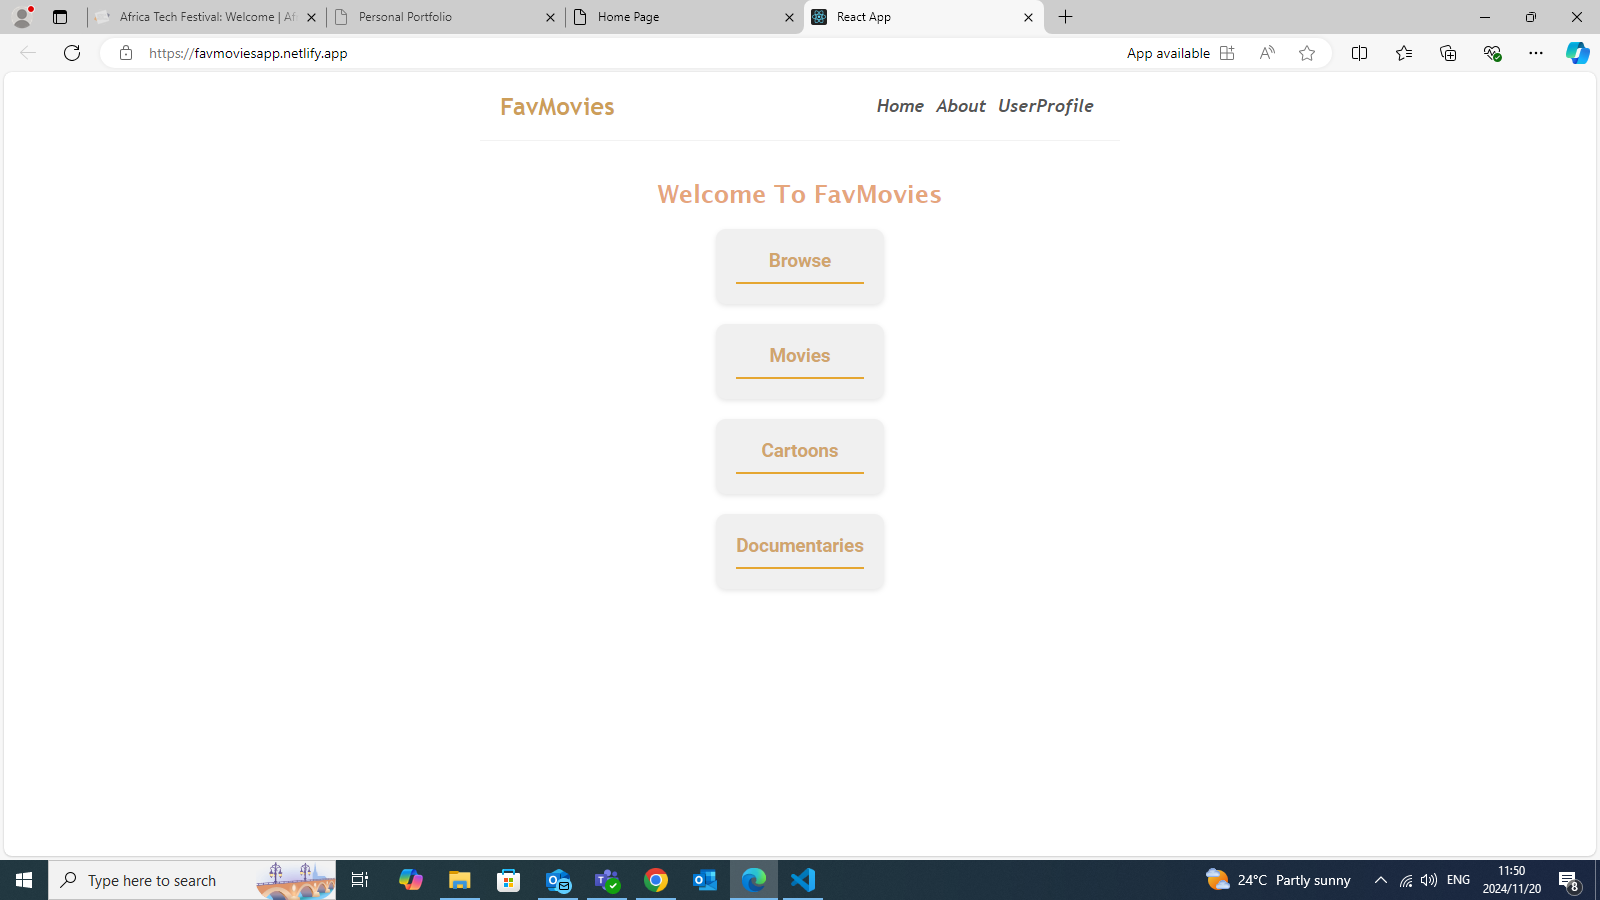 Africa Tech Festival: Welcome | Af
Personal Portfolio
Home Page
React App
https://favmoviesapp.netlify.app
App available
FavMovies
Home About UserProfile
Welcome To FavMovies
Browse
Movies
Cartoons
Documentaries
Type here to search
24°C Partly sunny
ENG
11:50
2024/11/20
8